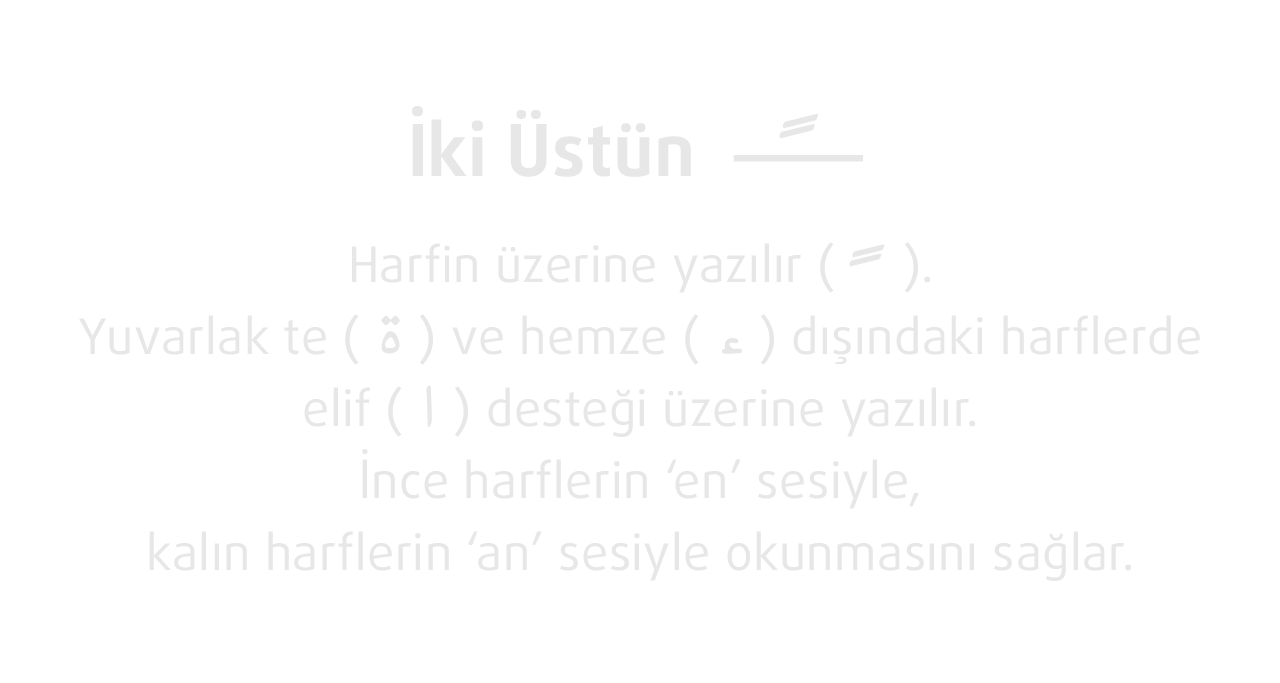 İki Üstün ـًـ
Harfin üzerine yazılır ( ً ).
Yuvarlak te ( ة ) ve hemze ( ء ) dışındaki harflerde
elif ( ا ) desteği üzerine yazılır.
İnce harflerin ‘en’ sesiyle,
kalın harflerin ‘an’ sesiyle okunmasını sağlar.